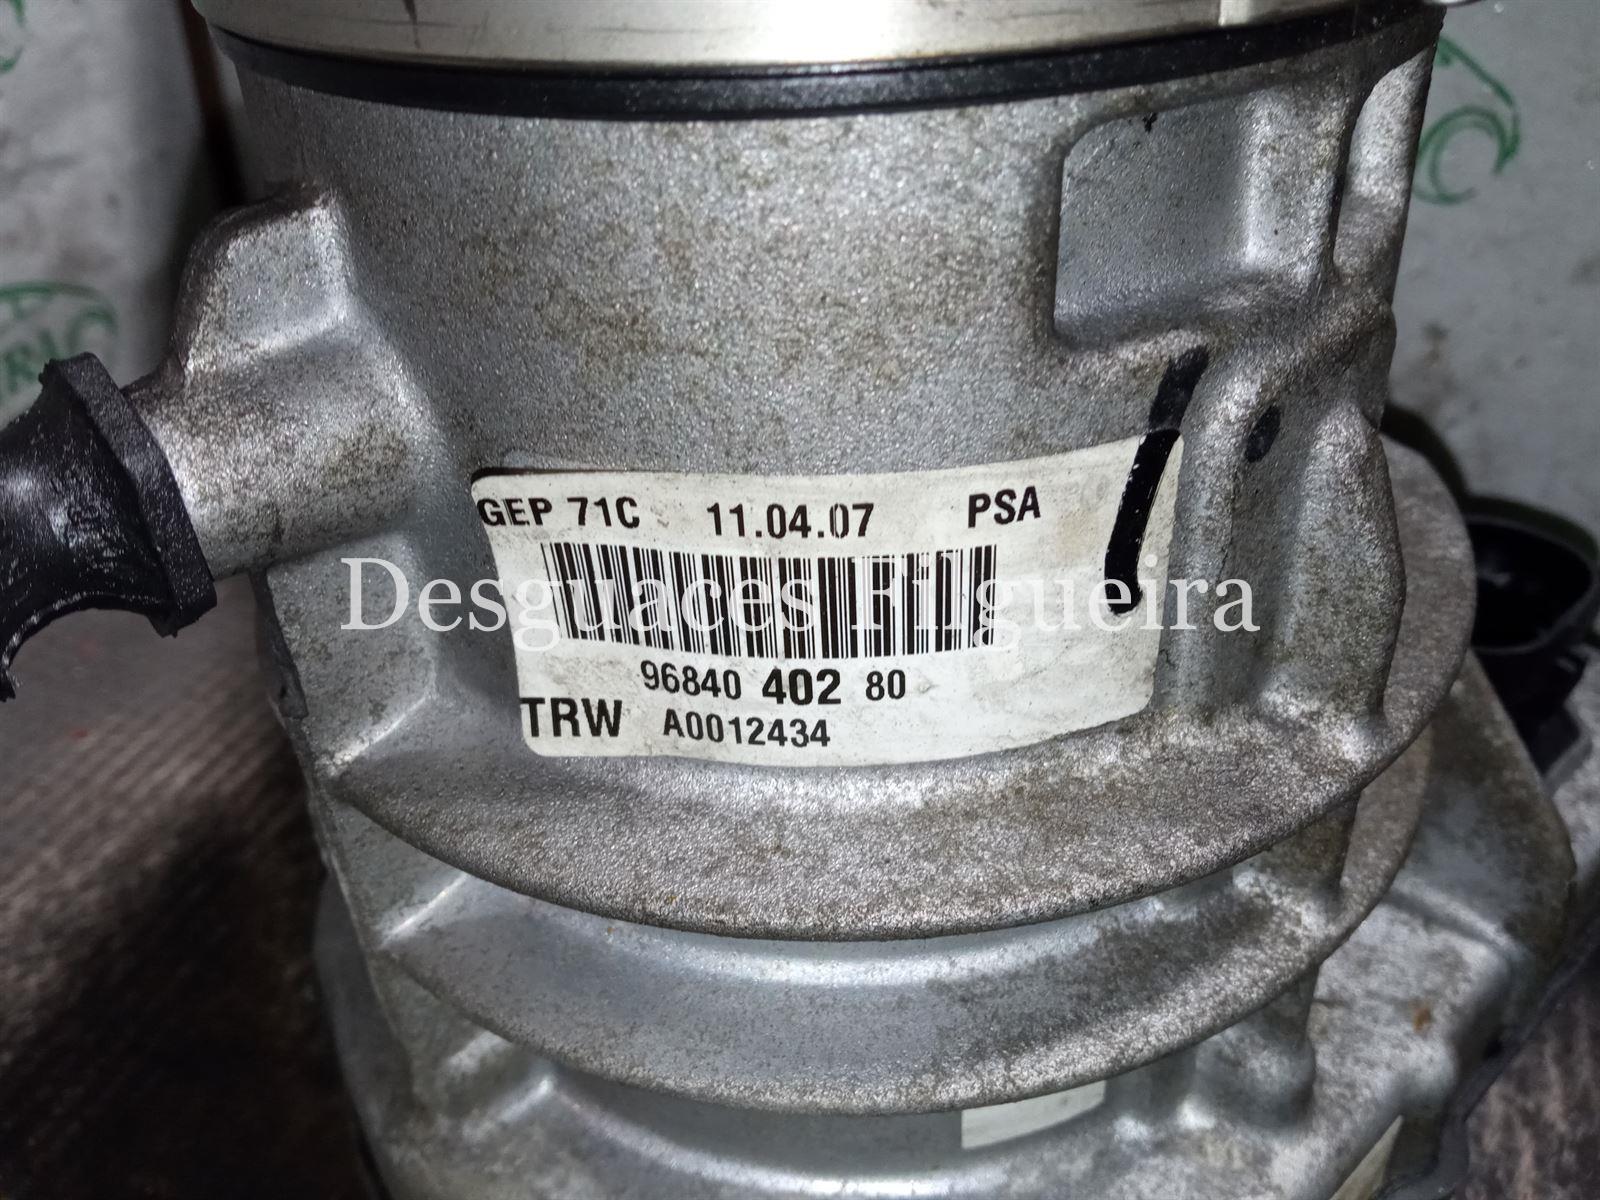 GEP 71C 11.04.07 PSA
Desguaces Filgueira
96840 402 80
TRW A0012434